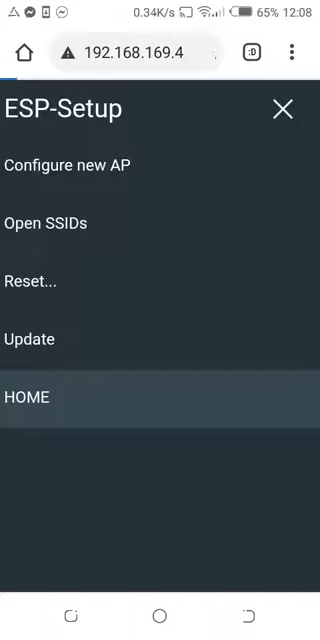 0.34K/s 65% 12:08
192.168.169.4 :D
ESP-Setup
Configure new AP
Open SSIDs
Reset...
Update
HOME